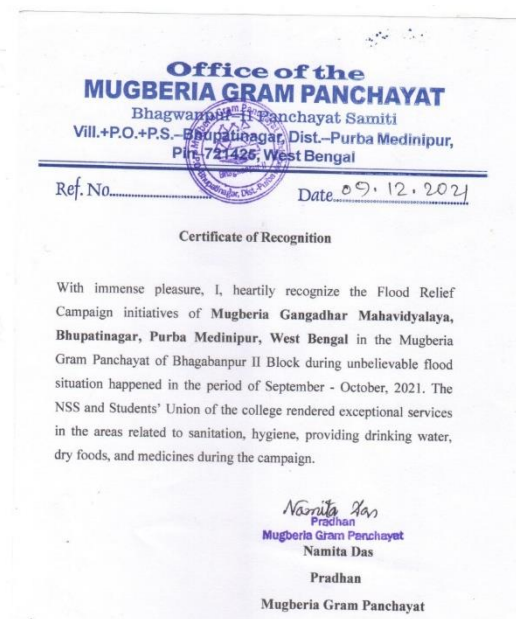 Office of the
MUGBERIA GRAM PANCHAYAT
Bhagwanpur-II Panchayat Samiti
Vill.+P.O.+P.S.–Bhupatinagar, Dist.–Purba Medinipur,
Pin, 721425, West Bengal
Ref. No.
Date 09.12.2021
Certificate of Recognition
With immense pleasure, I, heartily recognize the Flood Relief
Campaign initiatives of Mugberia Gangadhar Mahavidyalaya,
Bhupatinagar, Purba Medinipur, West Bengal in the Mugberia
Gram Panchayat of Bhagabanpur II Block during unbelievable flood
situation happened in the period of September - October, 2021. The
NSS and Students' Union of the college rendered exceptional services
in the areas related to sanitation, hygiene, providing drinking water,
dry foods, and medicines during the campaign.
Namita Das
Pradhan
Mugberia Gram Panchayat
Namita Das
Pradhan
Mugberia Gram Panchayat